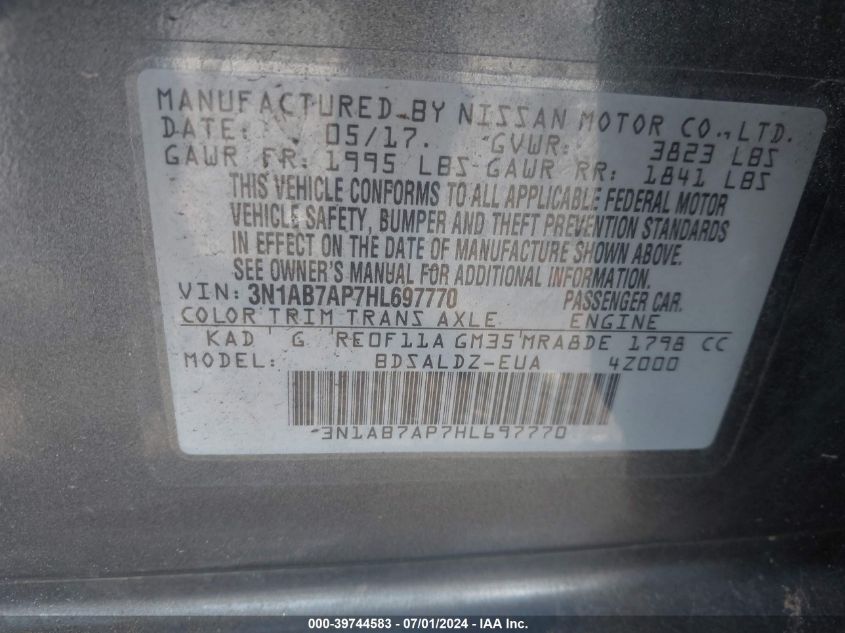 MANUFACTURED BY NISSAN MOTOR CO., LTD.
DATE: 05/17. GVWR: 3823 LBS
GAWR FR: 1995 LBS GAWR RR: 1841 LBS
THIS VEHICLE CONFORMS TO ALL APPLICABLE FEDERAL MOTOR
VEHICLE SAFETY, BUMPER AND THEFT PREVENTION STANDARDS
IN EFFECT ON THE DATE OF MANUFACTURE SHOWN ABOVE.
SEE OWNER'S MANUAL FOR ADDITIONAL INFORMATION.
VIN: 3N1AB7AP7HL697770 PASSENGER CAR.
COLOR TRIM TRANS AXLE ENGINE
KAD G RE0F11A GM35 MRA8DE 1798 CC
MODEL: BDSALDZ-EUA 4Z000
3N1AB7AP7HL697770
000-39744583 - 07/01/2024 - IAA Inc.